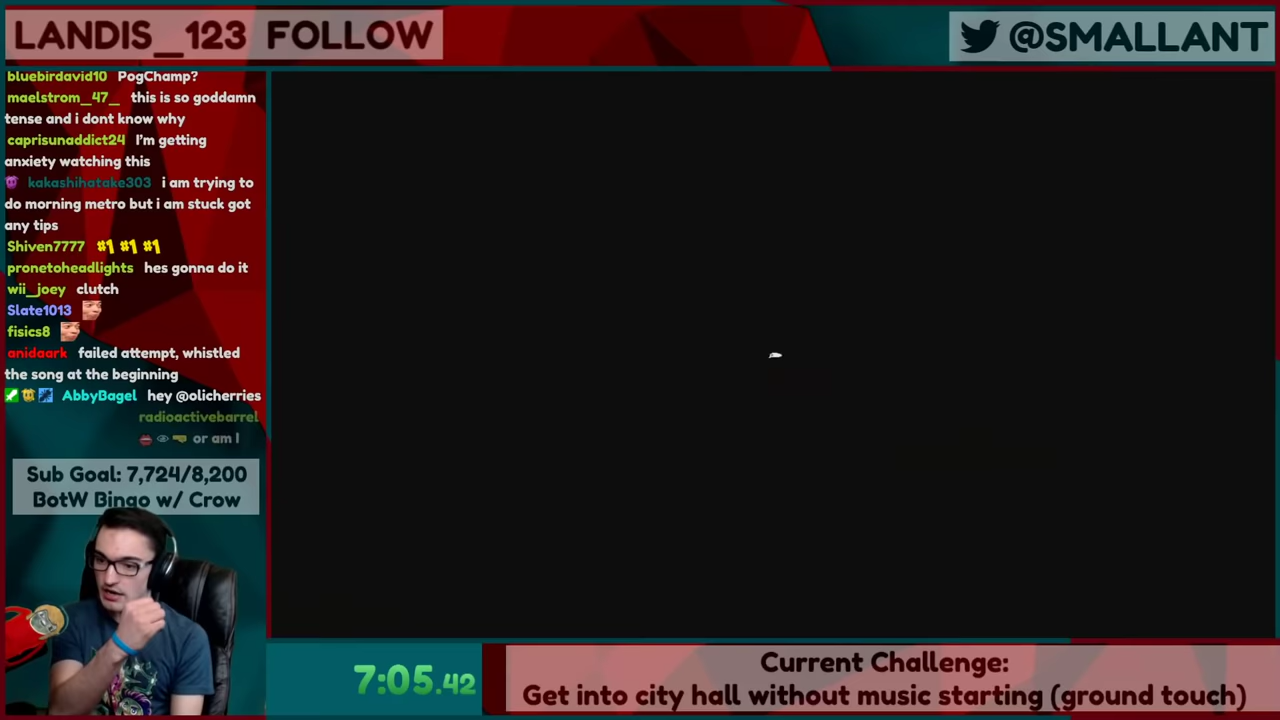 LANDIS__123 FOLLOW
@SMALLANT
bluebirdavid10 PogChamp?
maelstrom_47_ this is so goddamn
tense and i dont know why
caprisunaddict24 I'm getting
anxiety watching this
kakashihatake303 i am trying to
do morning metro but i am stuck got
any tips
Shiven7777 #1 #1 #1
pronetoheadlights hes gonna do it
wii_joey clutch
Slate1013
fisics8
anidaark failed attempt, whistled
the song at the beginning
AbbyBagel hey @olicherries
radioactivebarrel
or am I
Sub Goal: 7,724/8,200
BotW Bingo w/ Crow
7:05.42
Current Challenge:
Get into city hall without music starting (ground touch)